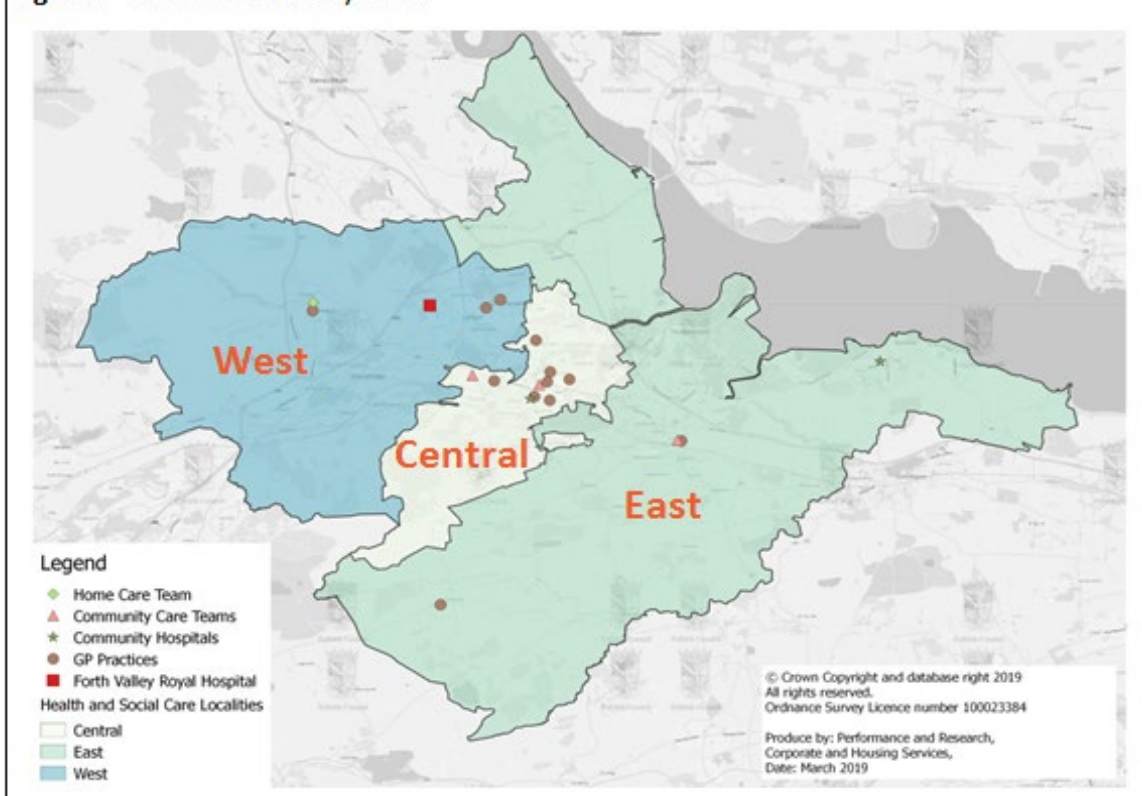 West
Central
East
Legend
Home Care Team
Community Care Teams
Community Hospitals
GP Practices
Forth Valley Royal Hospital
Health and Social Care Localities
Central
East
West
© Crown Copyright and database right 2019
All rights reserved.
Ordnance Survey Licence number 100023384
Produce by: Performance and Research,
Corporate and Housing Services,
Date: March 2019